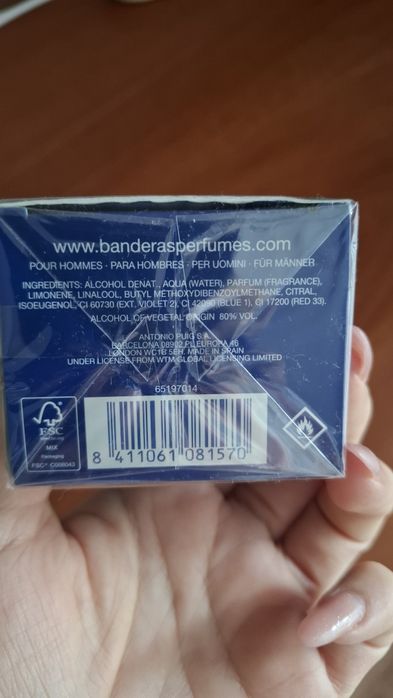 www.banderasperfumes.com
POUR HOMMES · PARA HOMBRES · PER UOMINI · FÜR MÄNNER
INGREDIENTS: ALCOHOL DENAT., AQUA (WATER), PARFUM (FRAGRANCE),
LIMONENE, LINALOOL, BUTYL METHOXYDIBENZOYLMETHANE, CITRAL,
ISOEUGENOL, CI 60730 (EXT. VIOLET 2), CI 42090 (BLUE 1), CI 17200 (RED 33).
ALCOHOL OF VEGETAL ORIGIN 80% VOL.
ANTONIO PUIG S.A.
BARCELONA 08902 PL EUROPA 46
LONDON WC1B 5EH. MADE IN SPAIN
UNDER LICENSE FROM WTM GLOBAL LICENSING LIMITED
65197014
FSC
MIX
Packaging
FSC® C008043
8 411061 081570